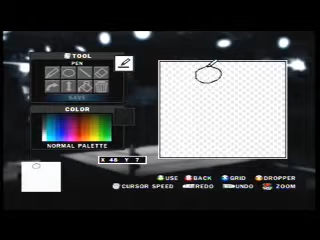 TOOL
PEN
SAVE
COLOR
NORMAL PALETTE
X 48 Y 7
A USE B BACK X GRID Y DROPPER
CURSOR SPEED REDO UNDO ZOOM